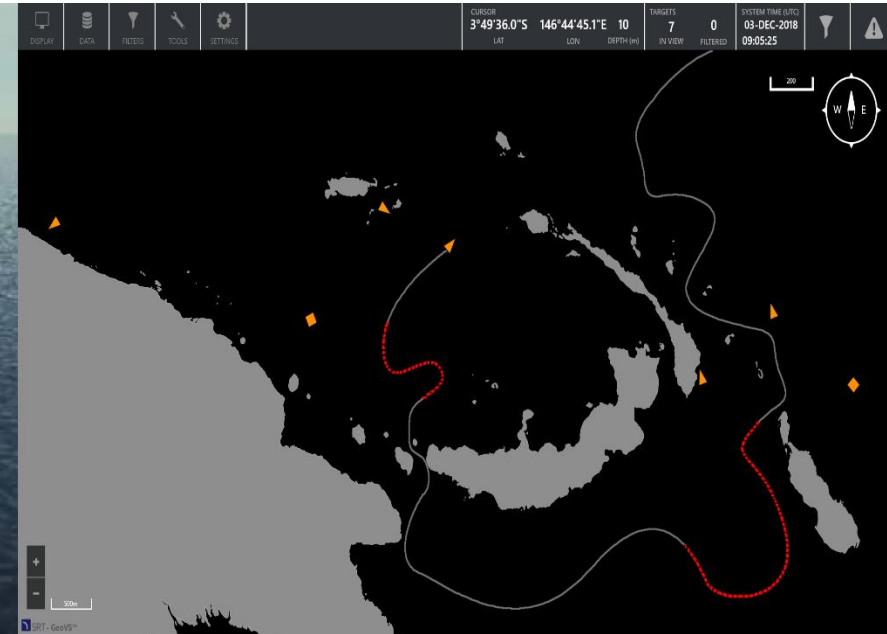 DISPLAY
DATA
FILTERS
TOOLS
SETTINGS
CURSOR
3°49'36.0"S 146°44'45.1"E 10
LAT LON DEPTH (m)
TARGETS
7 0
IN VIEW FILTERED
SYSTEM TIME (UTC)
03-DEC-2018
09:05:25
200
W E
+
−
500m
SRT - GeoVS™